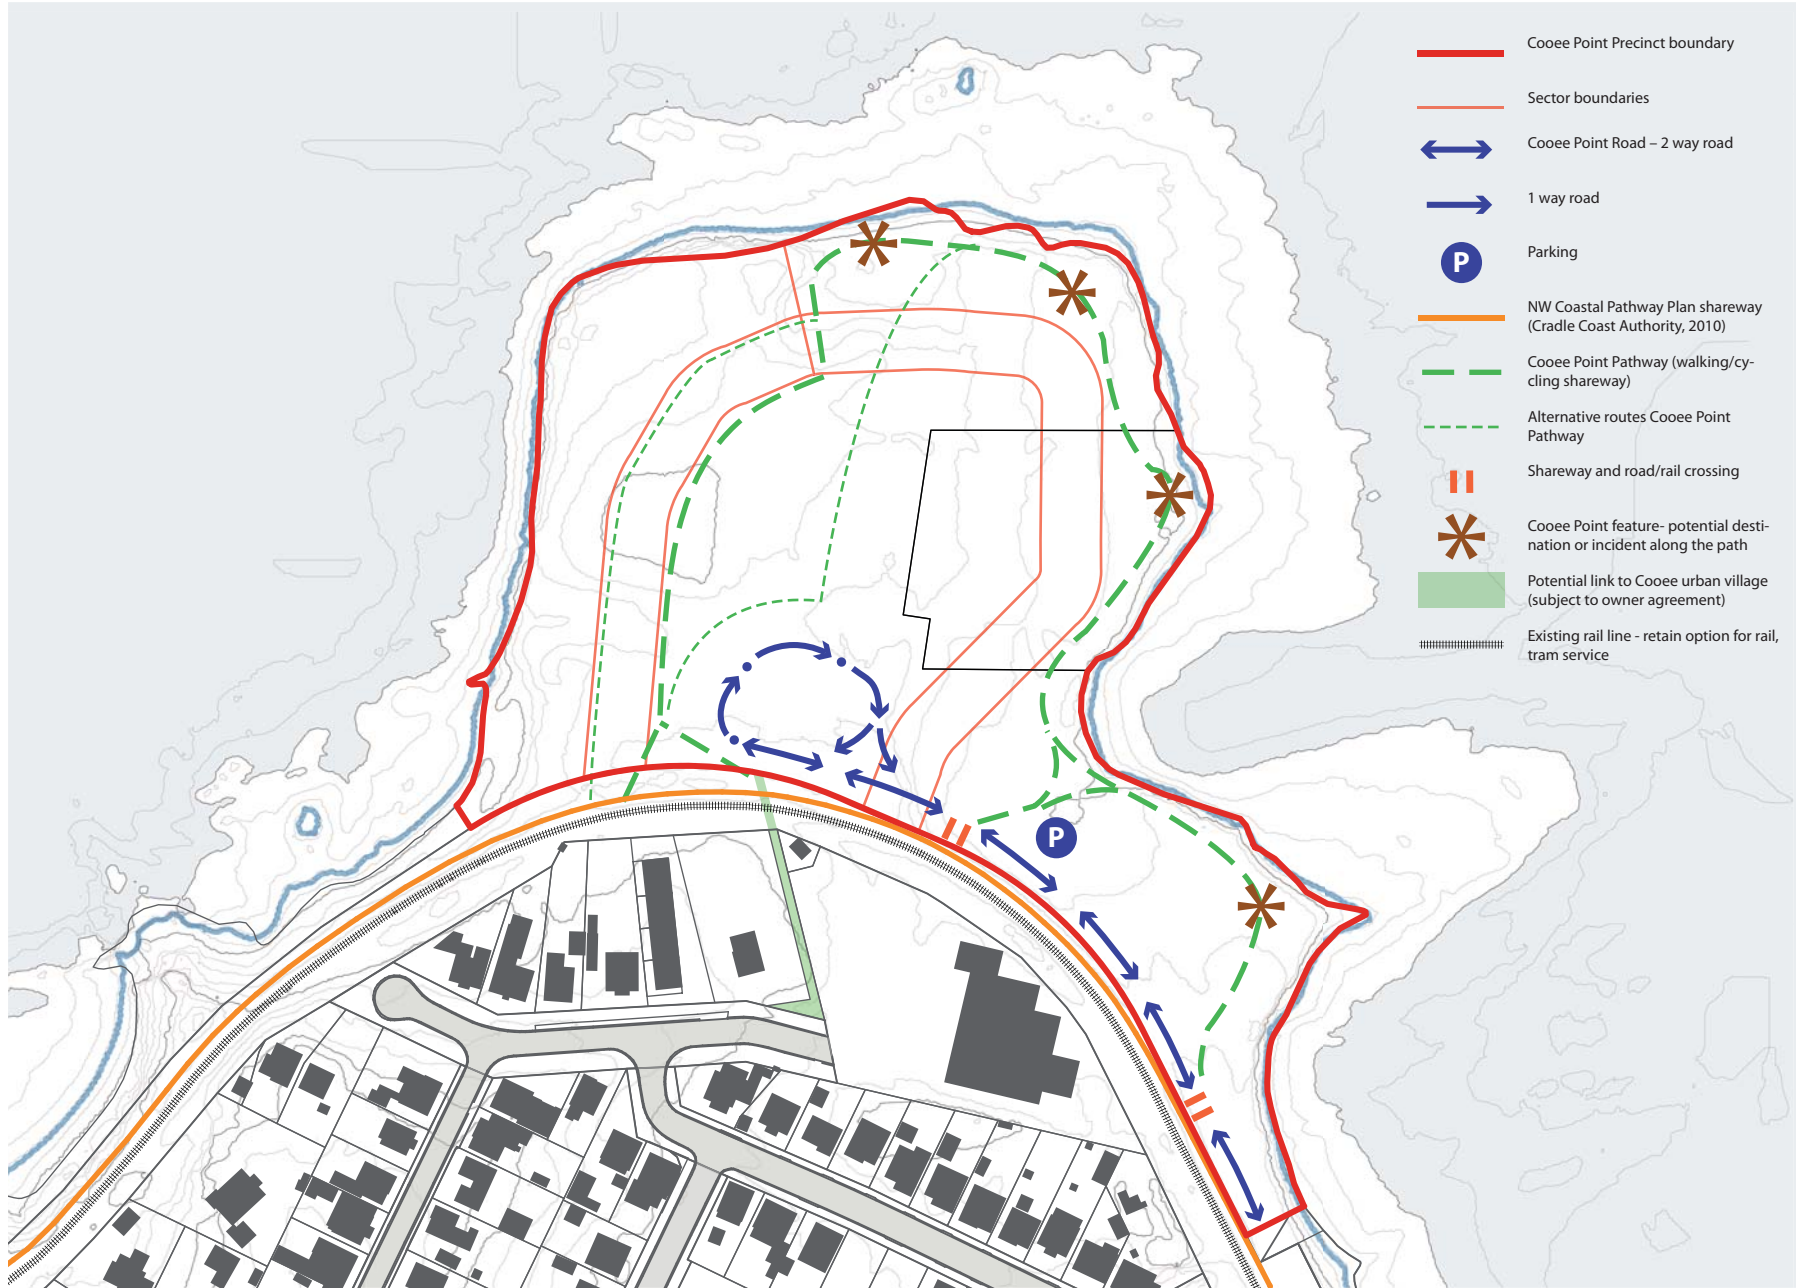 Cooee Point Precinct boundary
Sector boundaries
Cooee Point Road – 2 way road
1 way road
P
Parking
NW Coastal Pathway Plan shareway
(Cradle Coast Authority, 2010)
Cooee Point Pathway (walking/cy-
cling shareway)
Alternative routes Cooee Point
Pathway
Shareway and road/rail crossing
Cooee Point feature- potential desti-
nation or incident along the path
Potential link to Cooee urban village
(subject to owner agreement)
Existing rail line - retain option for rail,
tram service
P